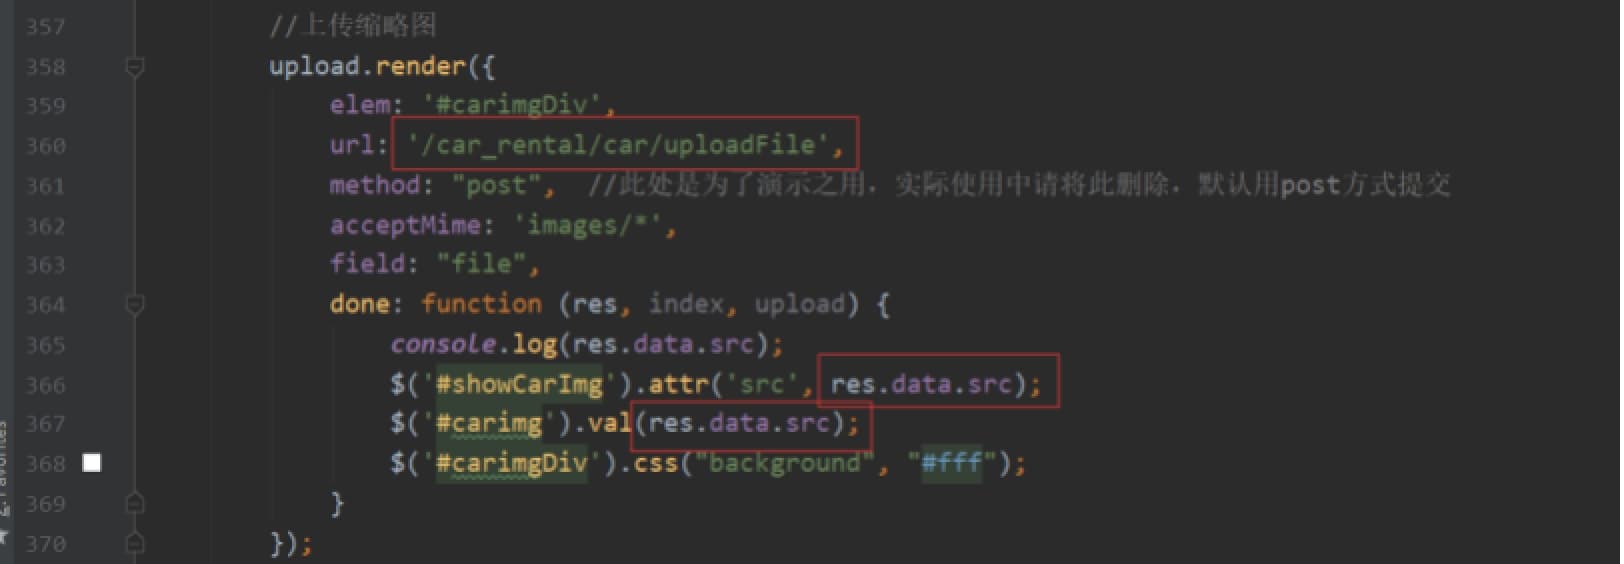 357 //上传缩略图
358 upload.render({
359 elem: '#carimgDiv',
360 url: '/car_rental/car/uploadFile',
361 method: "post", //此处是为了演示之用，实际使用中请将此删除，默认用post方式提交
362 acceptMime: 'images/*',
363 field: "file",
364 done: function (res, index, upload) {
365 console.log(res.data.src);
366 $('#showCarImg').attr('src', res.data.src);
367 $('#carimg').val(res.data.src);
368 $('#carimgDiv').css("background", "#fff");
369 }
370 });